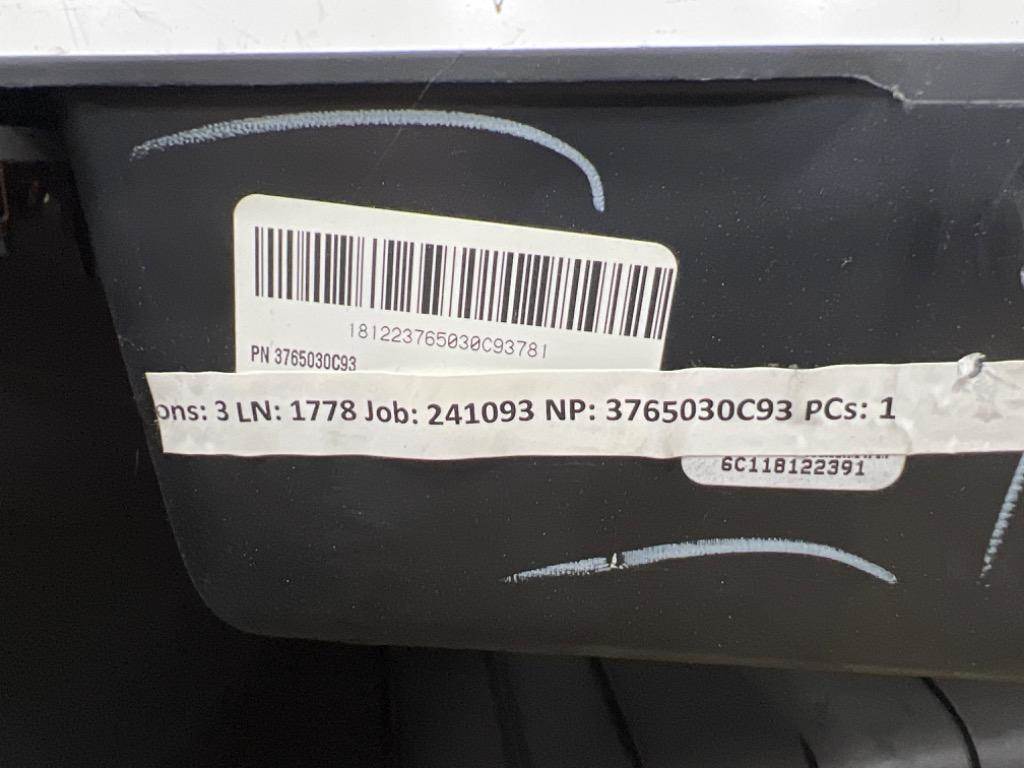 181223765030C93781
PN 3765030C93
ons: 3 LN: 1778 Job: 241093 NP: 3765030C93 PCs: 1
6C118122391